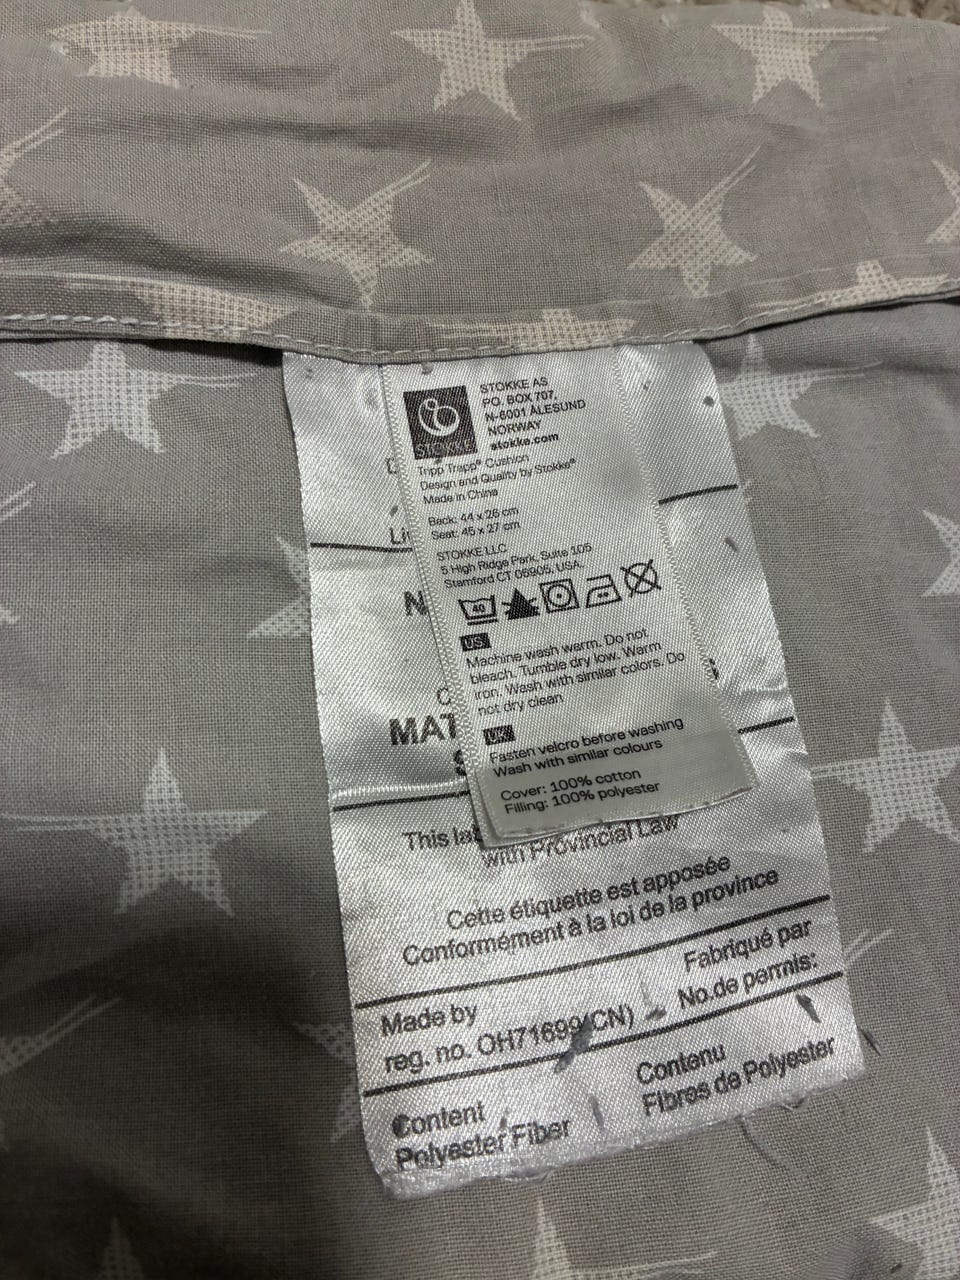 STOKKE
STOKKE AS
PO. BOX 707,
N-6001 ÅLESUND
NORWAY
stokke.com
Tripp Trapp® Cushion
Design and Quality by Stokke®
Made in China
Back: 44 x 26 cm
Seat: 45 x 27 cm
STOKKE LLC
5 High Ridge Park, Suite 105
Stamford CT 06905, USA.
40
US
Machine wash warm. Do not
bleach. Tumble dry low. Warm
iron. Wash with similar colors. Do
not dry clean
UK
Fasten velcro before washing
Wash with similar colours
Cover: 100% cotton
Filling: 100% polyester
MAT
This
with Provincial Law
Cette étiquette est apposée
Conformément à la loi de la province
Made by
Fabriqué par
reg. no. OH71699(CN)
No.de permis:
Content
Contenu
Polyester Fiber
Fibres de Polyester